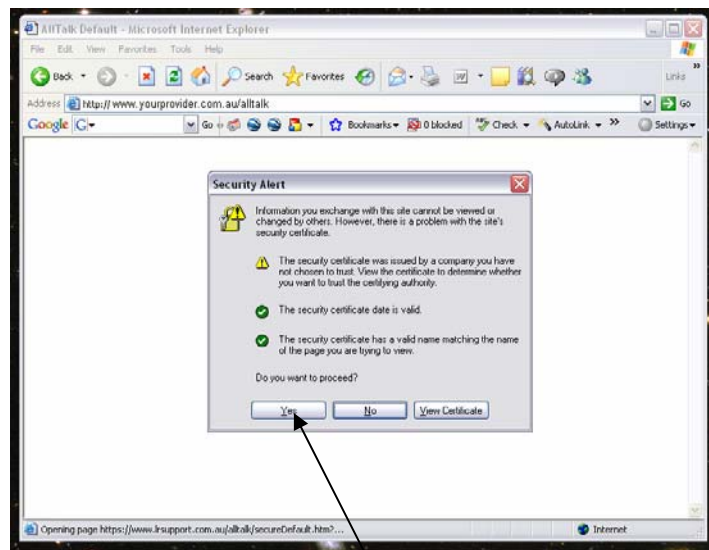 AllTalk Default - Microsoft Internet Explorer
File Edit View Favorites Tools Help
Back Search Favorites Links
Address http://www.yourprovider.com.au/alltalk Go
Google G Go Bookmarks 0 blocked Check AutoLink Settings
Security Alert
Information you exchange with this site cannot be viewed or
changed by others. However, there is a problem with the site's
security certificate.
The security certificate was issued by a company you have
not chosen to trust. View the certificate to determine whether
you want to trust the certifying authority.
The security certificate date is valid.
The security certificate has a valid name matching the name
of the page you are trying to view.
Do you want to proceed?
Yes No View Certificate
Opening page https://www.lrsupport.com.au/alltalk/secureDefault.htm?... Internet